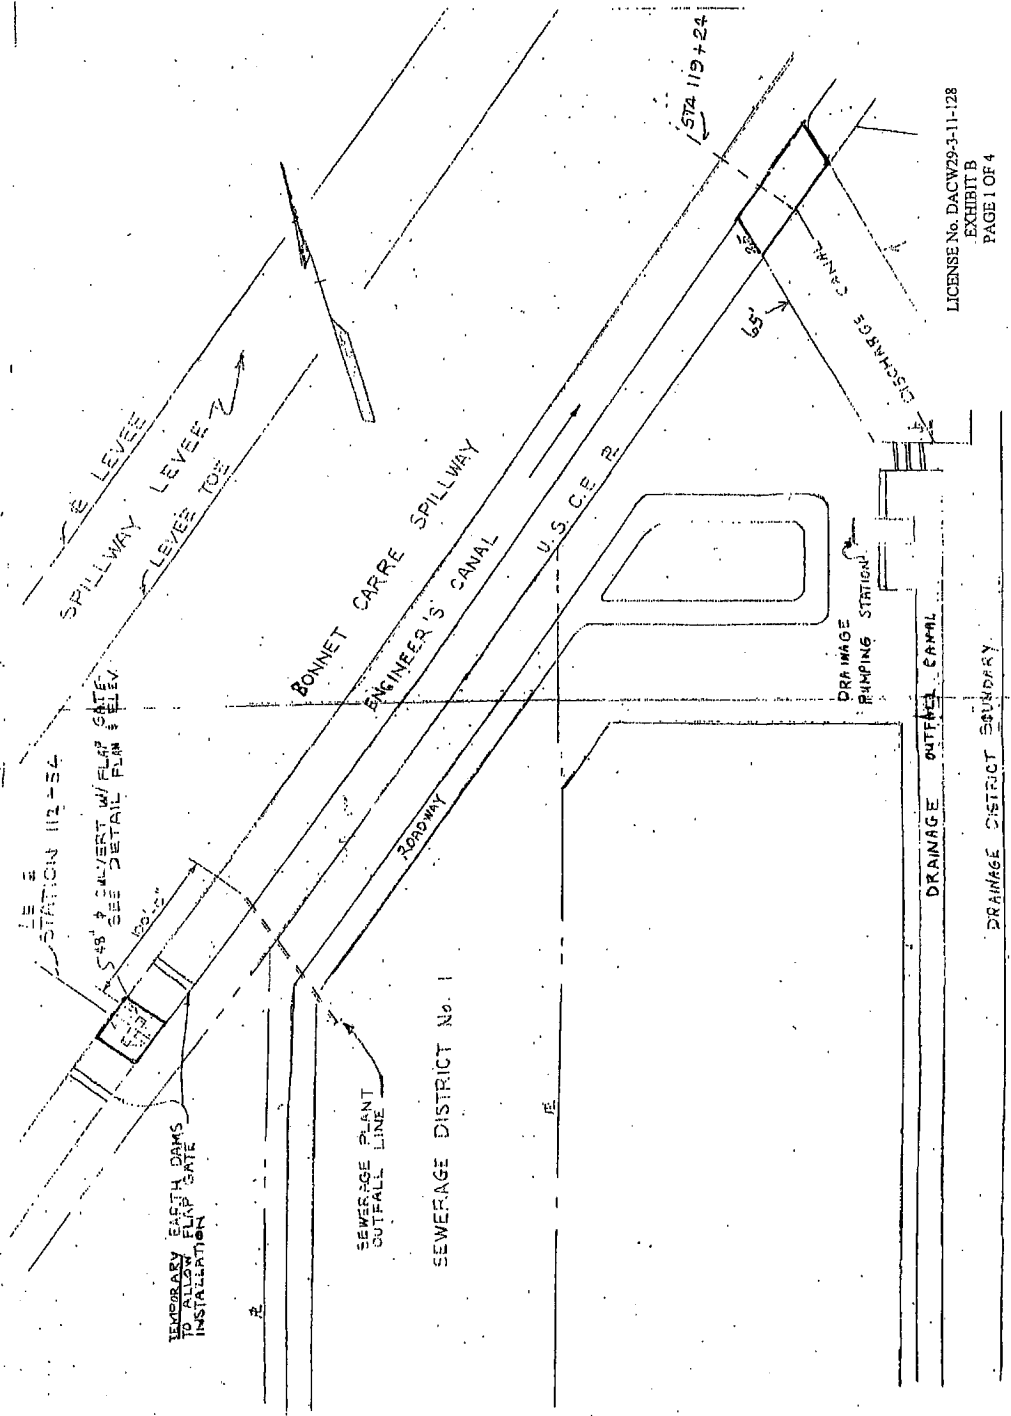 STA 119+24
LICENSE No. DACW29-3-11-128
EXHIBIT B
PAGE 1 OF 4
℄ LEVEE
SPILLWAY LEVEE
LEVEE TOE
BONNET CARRE SPILLWAY
ENGINEER'S CANAL
U.S.C.E. ℞
65'
DISCHARGE CANAL
STATION 112+54
48" ϕ CULVERT W/ FLAP GATE
SEE DETAIL PLAN & ELEV.
100'-0"
ROADWAY
DRAINAGE
PUMPING STATION
DRAINAGE OUTFALL CANAL
DRAINAGE DISTRICT BOUNDARY
TEMPORARY EARTH DAMS
TO ALLOW FLAP GATE
INSTALLATION
SEWERAGE PLANT
OUTFALL LINE
SEWERAGE DISTRICT No. 1